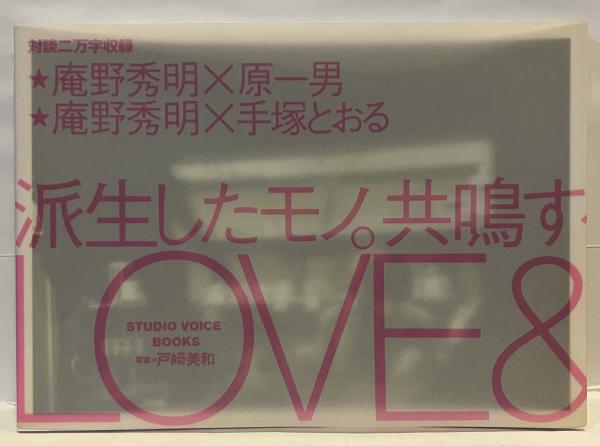 対談二万字収録
★庵野秀明×原一男
★庵野秀明×手塚とおる
派生したモノ。共鳴す
LOVE&
STUDIO VOICE
BOOKS
写真=戸﨑美和